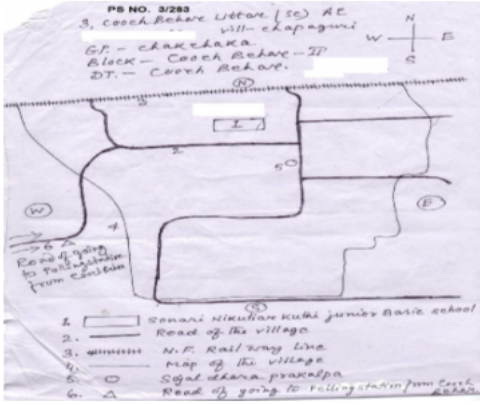 PS NO. 3/283
3, Cooch Behar Uttar (SC) AC
vill- chapaguri
GP. - chakchaka
Block - Cooch Behar-II
DT. - Cooch Behar.
N
W E
S
N
3
1
2
5
W
E
4
6
Road of going
to Polling station
from
S
1. Sonari Nikutiar Kuthi junior Basic school
2. Road of the village
3. N.F. Railway Line
4. Map of the village
5. Sajal dhara prakalpa
6. Road of going to Polling station from Cooch
Behar